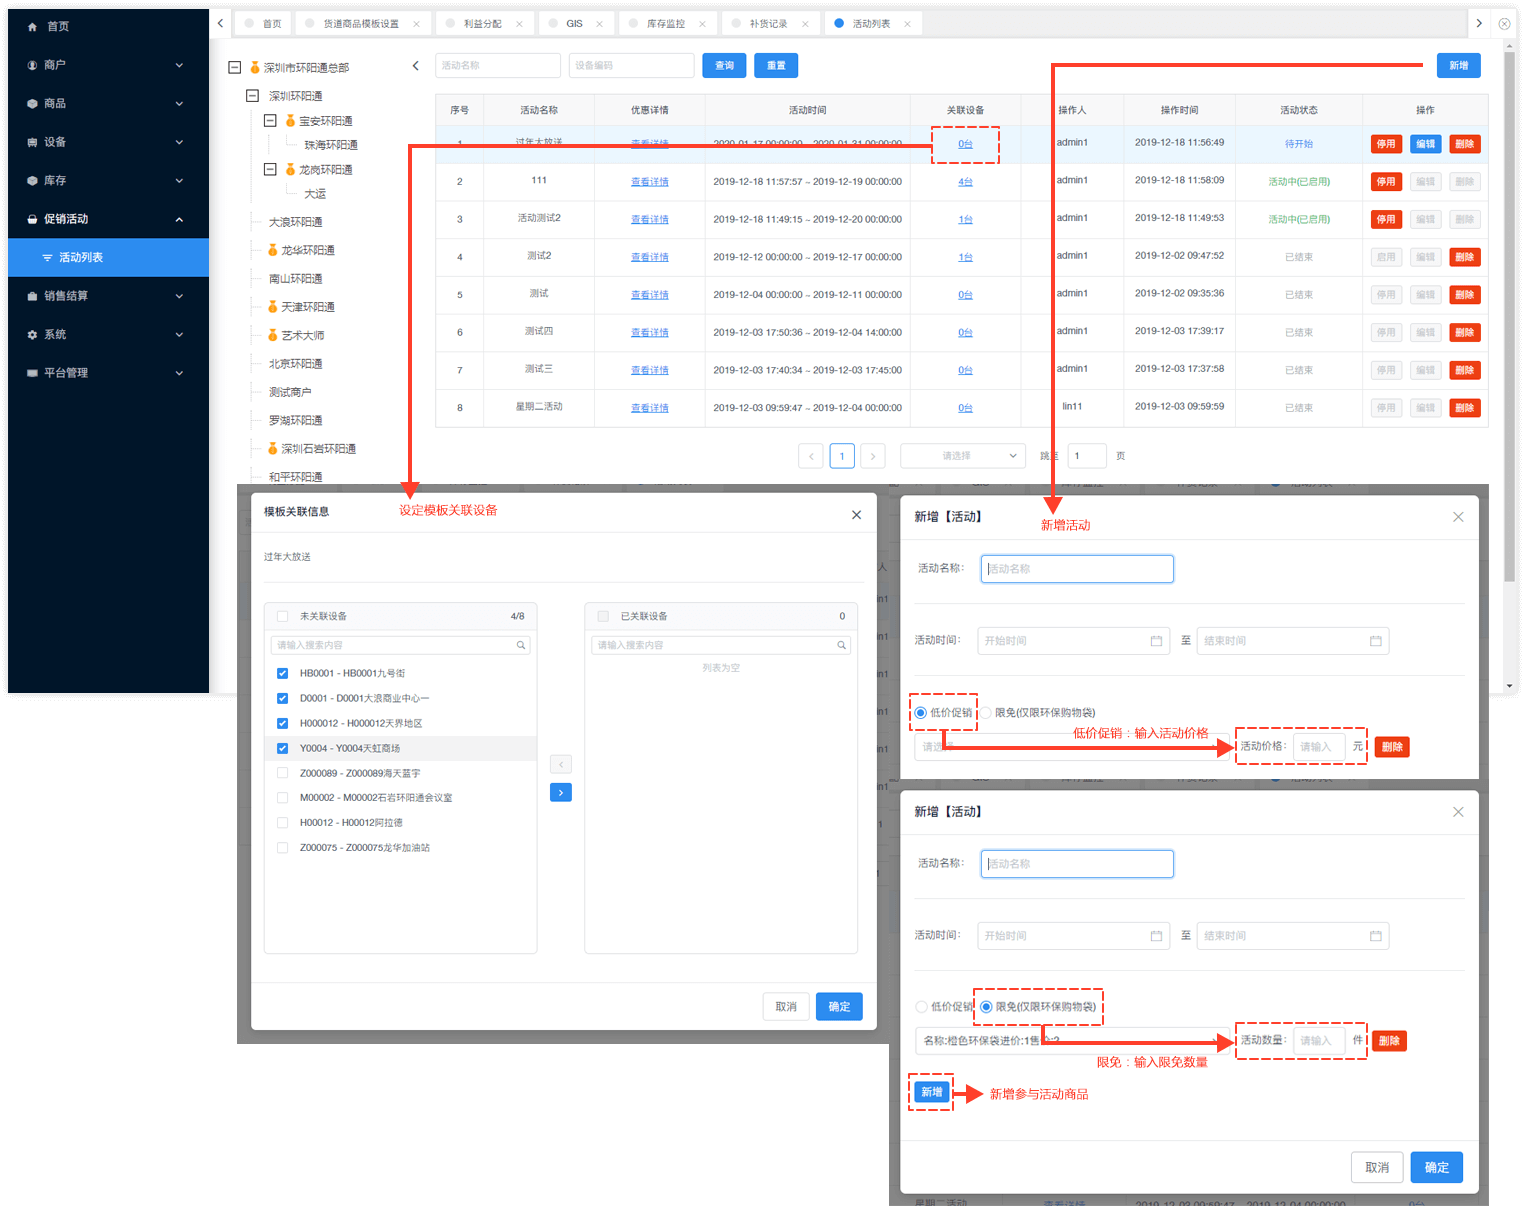 首页
商户
商品
设备
库存
促销活动
活动列表
销售结算
系统
平台管理
首页
货道商品模板设置
利益分配
GIS
库存监控
补货记录
活动列表
深圳市环阳通总部
深圳环阳通
宝安环阳通
珠海环阳通
龙岗环阳通
大运
大浪环阳通
龙华环阳通
南山环阳通
天津环阳通
艺术大师
北京环阳通
测试商户
罗湖环阳通
深圳石岩环阳通
和平环阳通
活动名称 设备编码 查询 重置 新增
序号 活动名称 优惠详情 活动时间 关联设备 操作人 操作时间 活动状态 操作
1 过年大放送 查看详情 2020-01-17 00:00:00 ~ 2020-01-31 00:00:00 0台 admin1 2019-12-18 11:56:49 待开始 停用 编辑 删除
2 111 查看详情 2019-12-18 11:57:57 ~ 2019-12-19 00:00:00 4台 admin1 2019-12-18 11:58:09 活动中(已启用) 停用 编辑 删除
3 活动测试2 查看详情 2019-12-18 11:49:15 ~ 2019-12-20 00:00:00 1台 admin1 2019-12-18 11:49:53 活动中(已启用) 停用 编辑 删除
4 测试2 查看详情 2019-12-12 00:00:00 ~ 2019-12-17 00:00:00 1台 admin1 2019-12-02 09:47:52 已结束 启用 编辑 删除
5 测试 查看详情 2019-12-04 00:00:00 ~ 2019-12-11 00:00:00 0台 admin1 2019-12-02 09:35:36 已结束 停用 编辑 删除
6 测试四 查看详情 2019-12-03 17:50:36 ~ 2019-12-04 14:00:00 0台 admin1 2019-12-03 17:39:17 已结束 停用 编辑 删除
7 测试三 查看详情 2019-12-03 17:40:34 ~ 2019-12-03 17:45:00 0台 admin1 2019-12-03 17:37:58 已结束 停用 编辑 删除
8 星期二活动 查看详情 2019-12-03 09:59:47 ~ 2019-12-04 00:00:00 0台 lin11 2019-12-03 09:59:59 已结束 停用 编辑 删除
1 请选择 跳至 1 页
模板关联信息
设定模板关联设备
过年大放送
未关联设备 4/8
请输入搜索内容
HB0001 - HB0001九号街
D0001 - D0001大浪商业中心一
H000012 - H000012天界地区
Y0004 - Y0004天虹商场
Z000089 - Z000089海天蓝宇
M00002 - M00002石岩环阳通会议室
H00012 - H00012阿拉德
Z000075 - Z000075龙华加油站
已关联设备 0
请输入搜索内容
列表为空
取消 确定
新增【活动】
新增活动
活动名称: 活动名称
活动时间: 开始时间 至 结束时间
低价促销 限免(仅限环保购物袋)
低价促销：输入活动价格
请选择 活动价格: 请输入 元 删除
新增【活动】
活动名称: 活动名称
活动时间: 开始时间 至 结束时间
低价促销 限免(仅限环保购物袋)
名称:橙色环保袋进价:1售价:2 活动数量: 请输入 件 删除
限免：输入限免数量
新增 新增参与活动商品
取消 确定